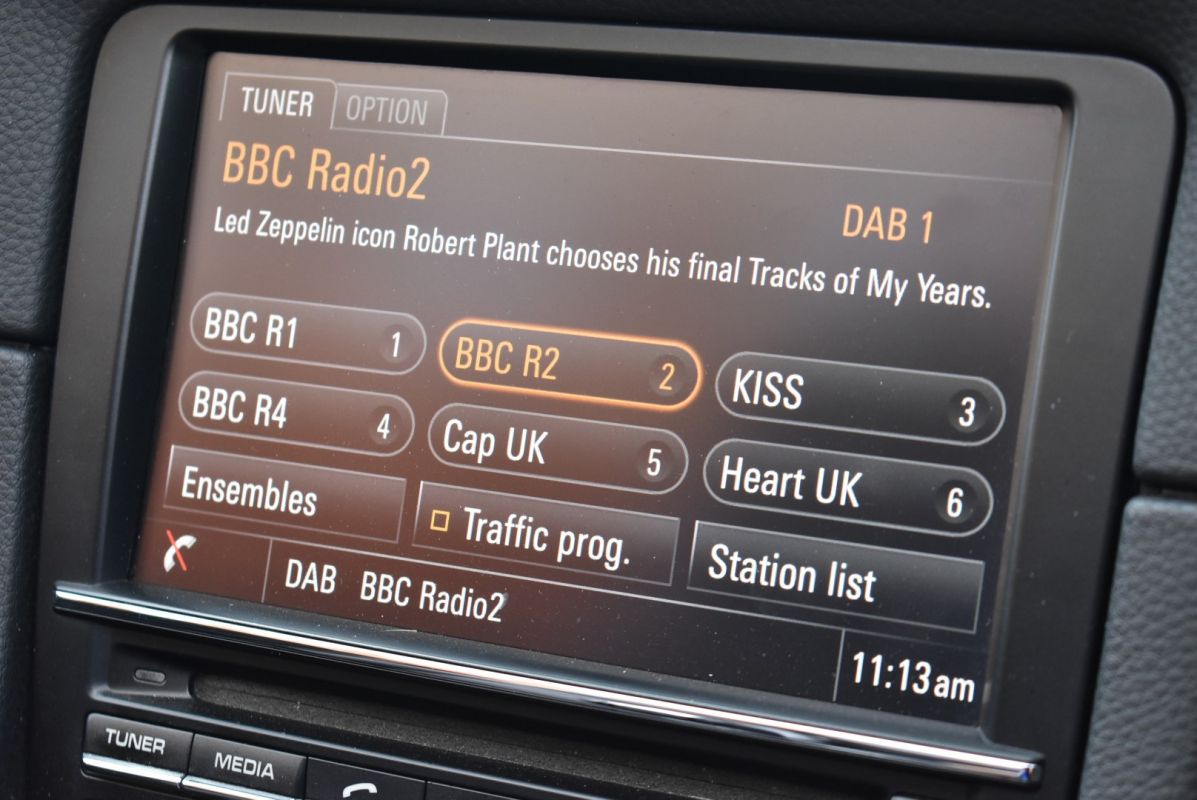 TUNER OPTION
BBC Radio2
DAB 1
Led Zeppelin icon Robert Plant chooses his final Tracks of My Years.
BBC R1 1
BBC R2 2
KISS 3
BBC R4 4
Cap UK 5
Heart UK 6
Ensembles
Traffic prog.
Station list
DAB BBC Radio2
11:13am
TUNER
MEDIA